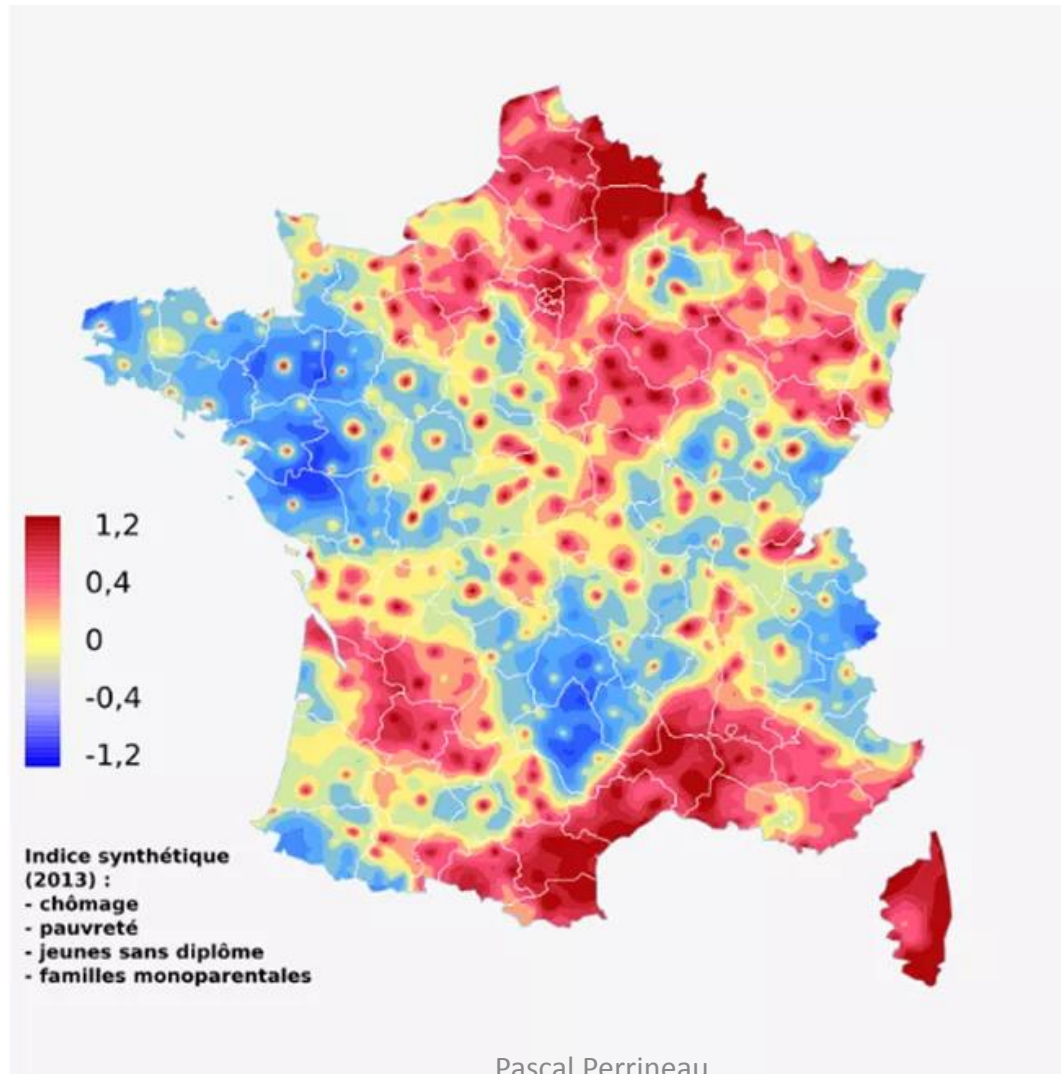 1,2
0,4
0
-0,4
-1,2
Indice synthétique
(2013) :
- chômage
- pauvreté
- jeunes sans diplôme
- familles monoparentales
Pascal Perrineau